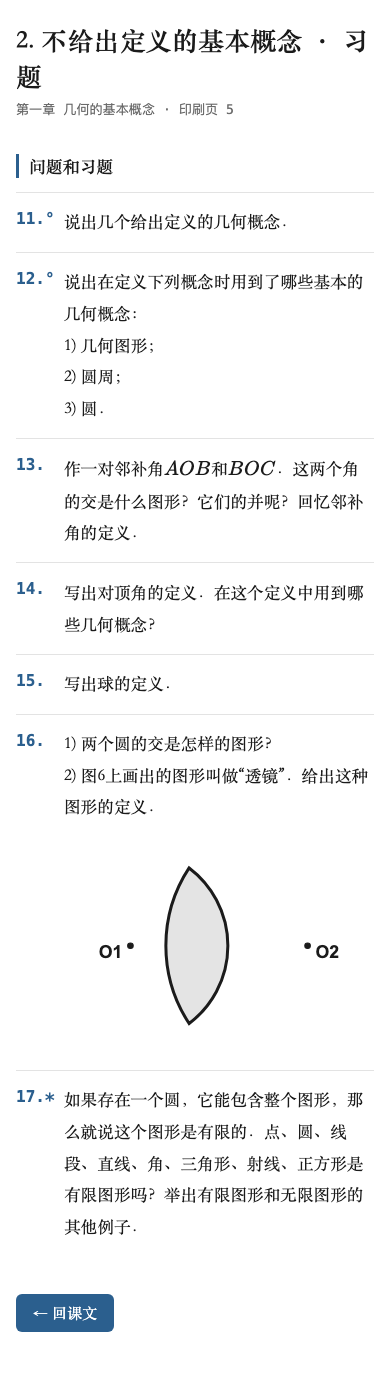 2. 不给出定义的基本概念 · 习
题
第一章 几何的基本概念 · 印刷页 5
问题和习题
11.° 说出几个给出定义的几何概念.
12.° 说出在定义下列概念时用到了哪些基本的
几何概念:
1) 几何图形;
2) 圆周;
3) 圆.
13. 作一对邻补角AOB和BOC. 这两个角
的交是什么图形? 它们的并呢? 回忆邻补
角的定义.
14. 写出对顶角的定义. 在这个定义中用到哪
些几何概念?
15. 写出球的定义.
16. 1) 两个圆的交是怎样的图形?
2) 图6上画出的图形叫做“透镜”. 给出这种
图形的定义.
O1 O2
17.* 如果存在一个圆, 它能包含整个图形, 那
么就说这个图形是有限的. 点、圆、线
段、直线、角、三角形、射线、正方形是
有限图形吗? 举出有限图形和无限图形的
其他例子.
← 回课文